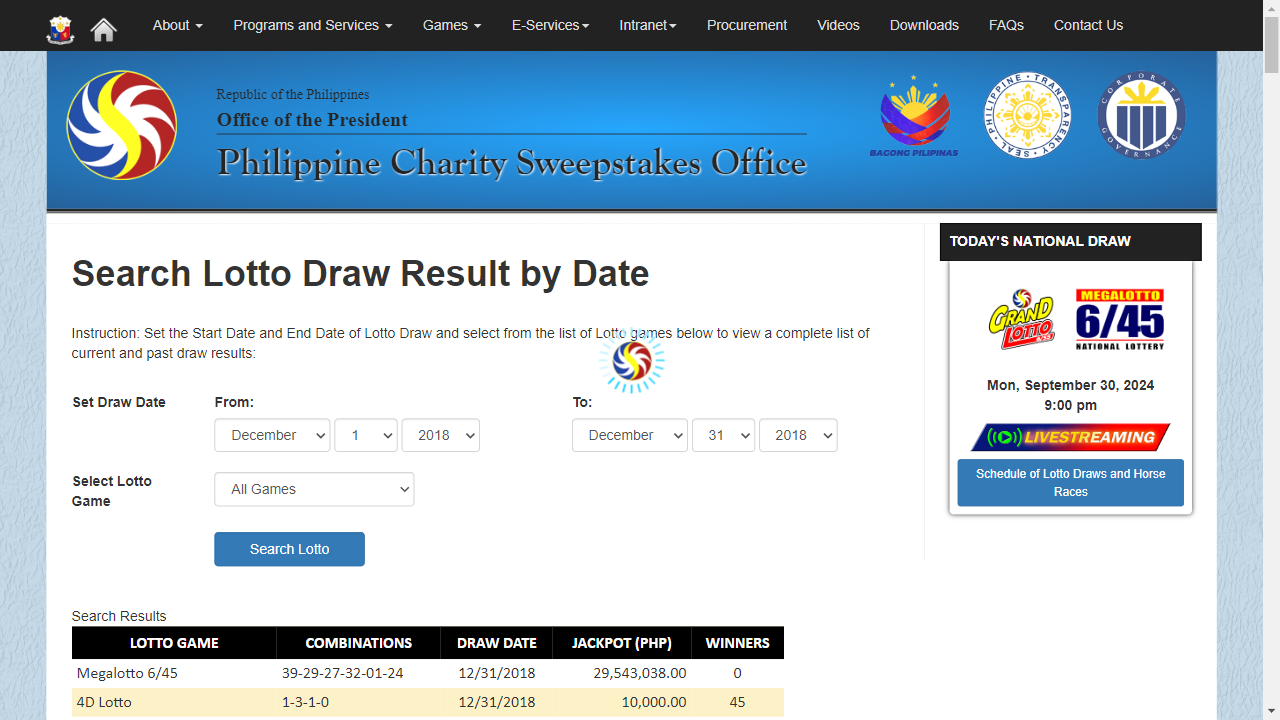 About Programs and Services Games E-Services Intranet Procurement Videos Downloads FAQs Contact Us
Republic of the Philippines
Office of the President
Philippine Charity Sweepstakes Office
BAGONG PILIPINAS
PHILIPPINE TRANSPARENCY SEAL
CORPORATE GOVERNANCE
Search Lotto Draw Result by Date
Instruction: Set the Start Date and End Date of Lotto Draw and select from the list of Lotto games below to view a complete list of
current and past draw results:
Set Draw Date From: To:
December 1 2018 December 31 2018
Select Lotto
Game
All Games
Search Lotto
Search Results
LOTTO GAME COMBINATIONS DRAW DATE JACKPOT (PHP) WINNERS
Megalotto 6/45 39-29-27-32-01-24 12/31/2018 29,543,038.00 0
4D Lotto 1-3-1-0 12/31/2018 10,000.00 45
TODAY'S NATIONAL DRAW
GRAND
LOTTO
6/55
MEGALOTTO
6/45
NATIONAL LOTTERY
Mon, September 30, 2024
9:00 pm
LIVESTREAMING
Schedule of Lotto Draws and Horse
Races